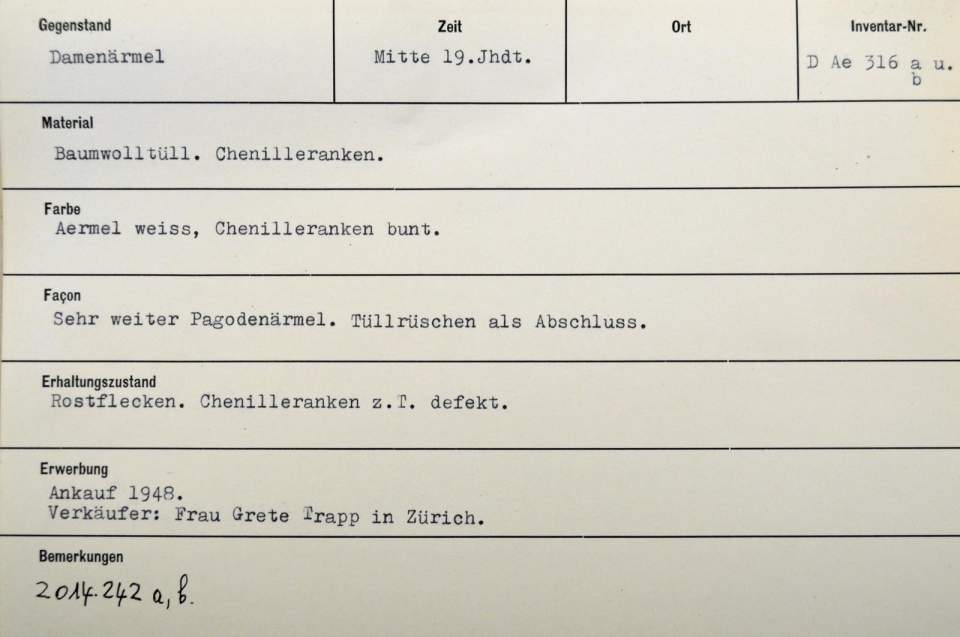 Gegenstand
Damenärmel
Zeit
Mitte 19.Jhdt.
Ort
Inventar-Nr.
D Ae 316 a u.
b
Material
Baumwolltüll. Chenilleranken.
Farbe
Aermel weiss, Chenilleranken bunt.
Façon
Sehr weiter Pagodenärmel. Tüllrüschen als Abschluss.
Erhaltungszustand
Rostflecken. Chenilleranken z.T. defekt.
Erwerbung
Ankauf 1948.
Verkäufer: Frau Grete Trapp in Zürich.
Bemerkungen
2014.242 a, b.